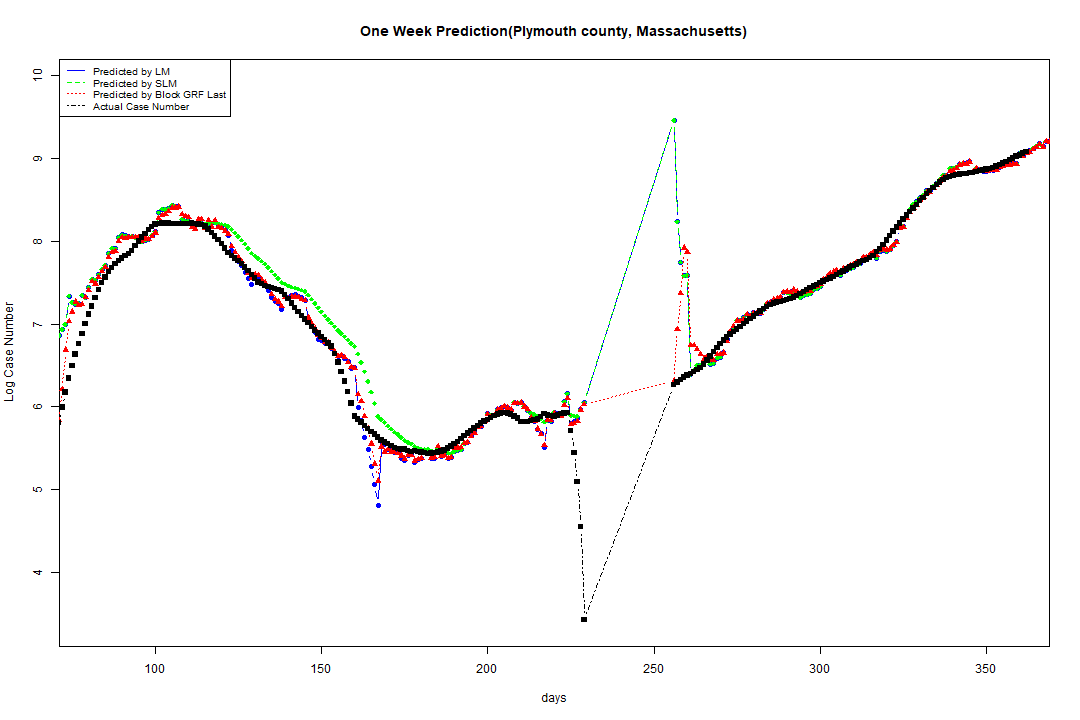 One Week Prediction(Plymouth county, Massachusetts)
Predicted by LM
Predicted by SLM
Predicted by Block GRF Last
Actual Case Number
10
9
8
7
6
5
4
Log Case Number
100 150 200 250 300 350
days